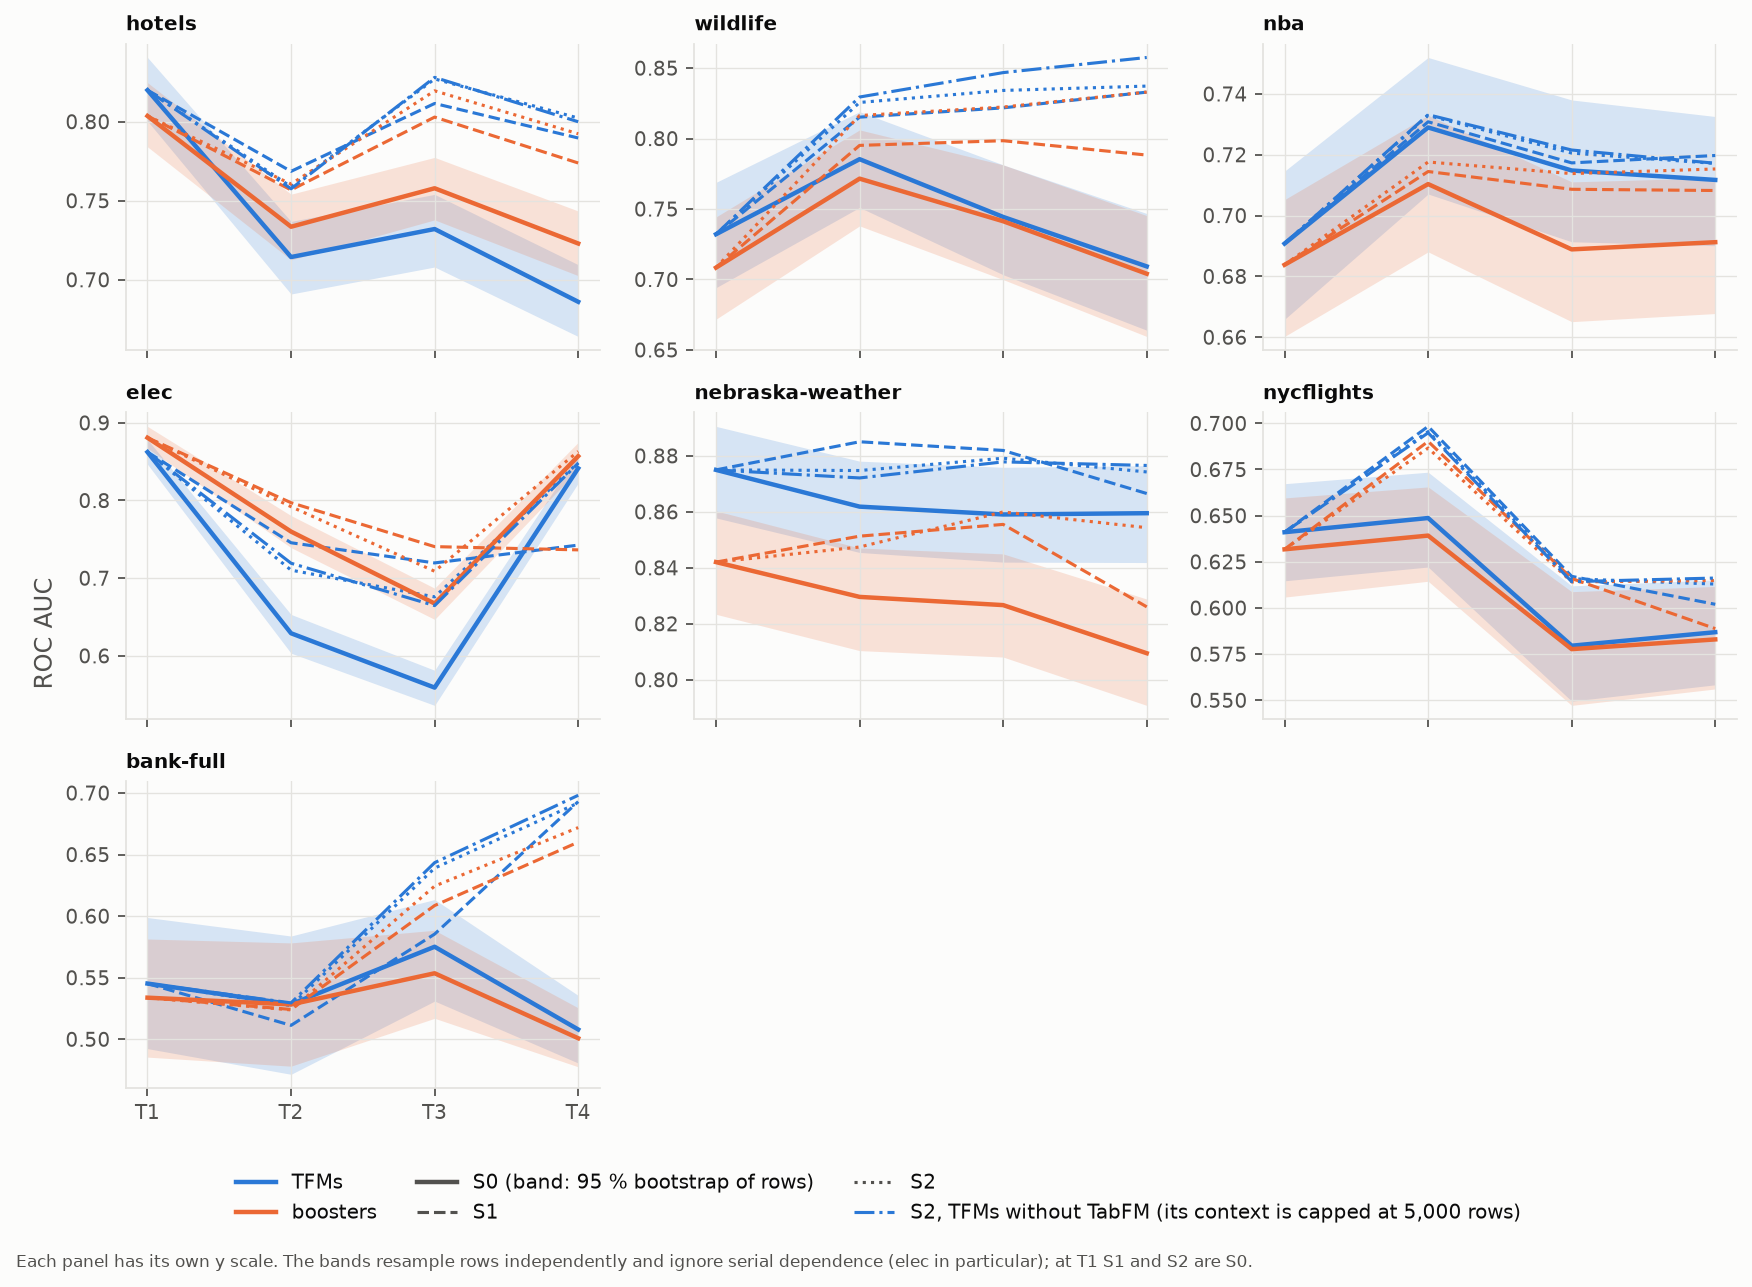 hotels
wildlife
nba
0.80
0.75
0.70
0.85
0.80
0.75
0.70
0.65
0.74
0.72
0.70
0.68
0.66
elec
nebraska-weather
nycflights
0.9
0.8
0.7
0.6
0.88
0.86
0.84
0.82
0.80
0.700
0.675
0.650
0.625
0.600
0.575
0.550
ROC AUC
bank-full
0.70
0.65
0.60
0.55
0.50
T1 T2 T3 T4
TFMs
boosters
S0 (band: 95 % bootstrap of rows)
S1
S2
S2, TFMs without TabFM (its context is capped at 5,000 rows)
Each panel has its own y scale. The bands resample rows independently and ignore serial dependence (elec in particular); at T1 S1 and S2 are S0.